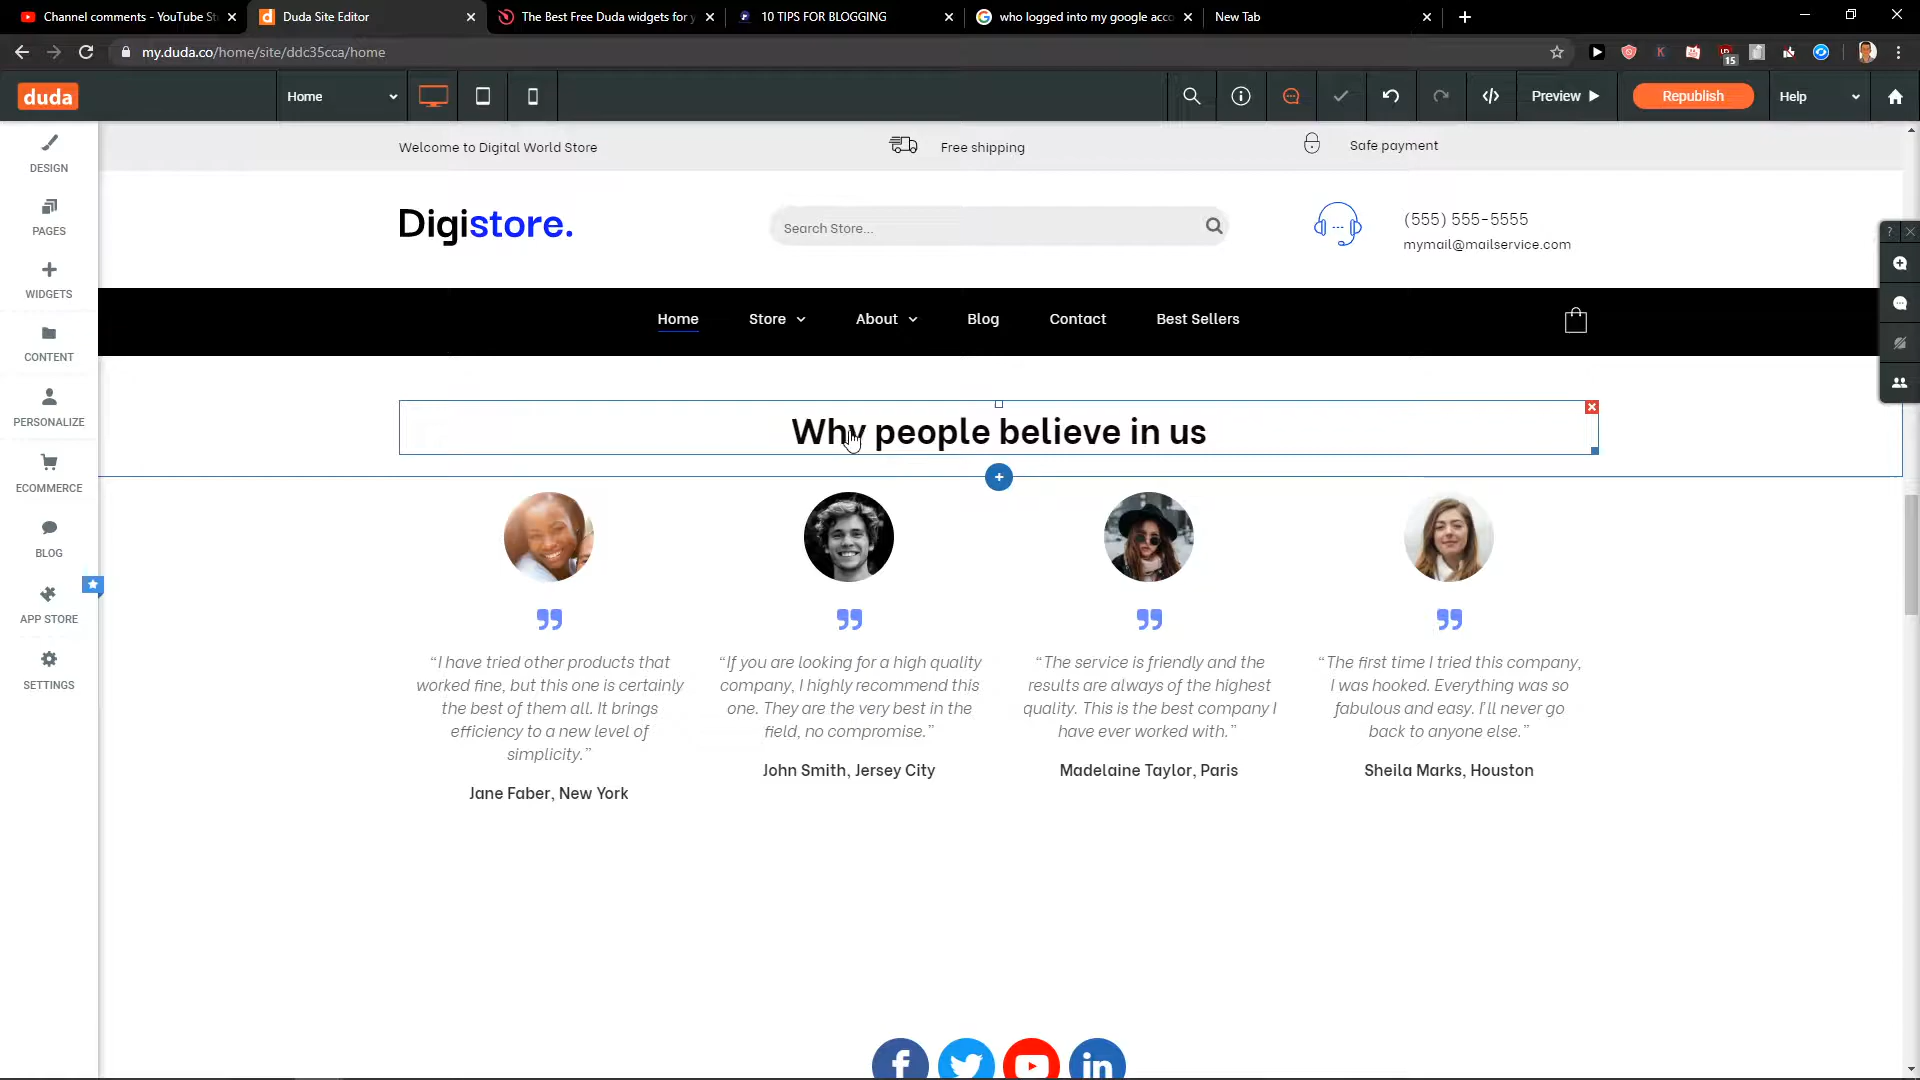 Channel comments - YouTube St
Duda Site Editor
The Best Free Duda widgets for y
10 TIPS FOR BLOGGING
who logged into my google acco
New Tab
my.duda.co/home/site/ddc35cca/home
15
duda
Home
Preview
Republish
Help
DESIGN
PAGES
WIDGETS
CONTENT
PERSONALIZE
ECOMMERCE
BLOG
APP STORE
SETTINGS
Welcome to Digital World Store
Free shipping
Safe payment
Digistore.
Search Store...
(555) 555-5555
mymail@mailservice.com
Home
Store
About
Blog
Contact
Best Sellers
Why people believe in us
“I have tried other products that
worked fine, but this one is certainly
the best of them all. It brings
efficiency to a new level of
simplicity.”
Jane Faber, New York
“If you are looking for a high quality
company, I highly recommend this
one. They are the very best in the
field, no compromise.”
John Smith, Jersey City
“The service is friendly and the
results are always of the highest
quality. This is the best company I
have ever worked with.”
Madelaine Taylor, Paris
“The first time I tried this company,
I was hooked. Everything was so
fabulous and easy. I’ll never go
back to anyone else.”
Sheila Marks, Houston